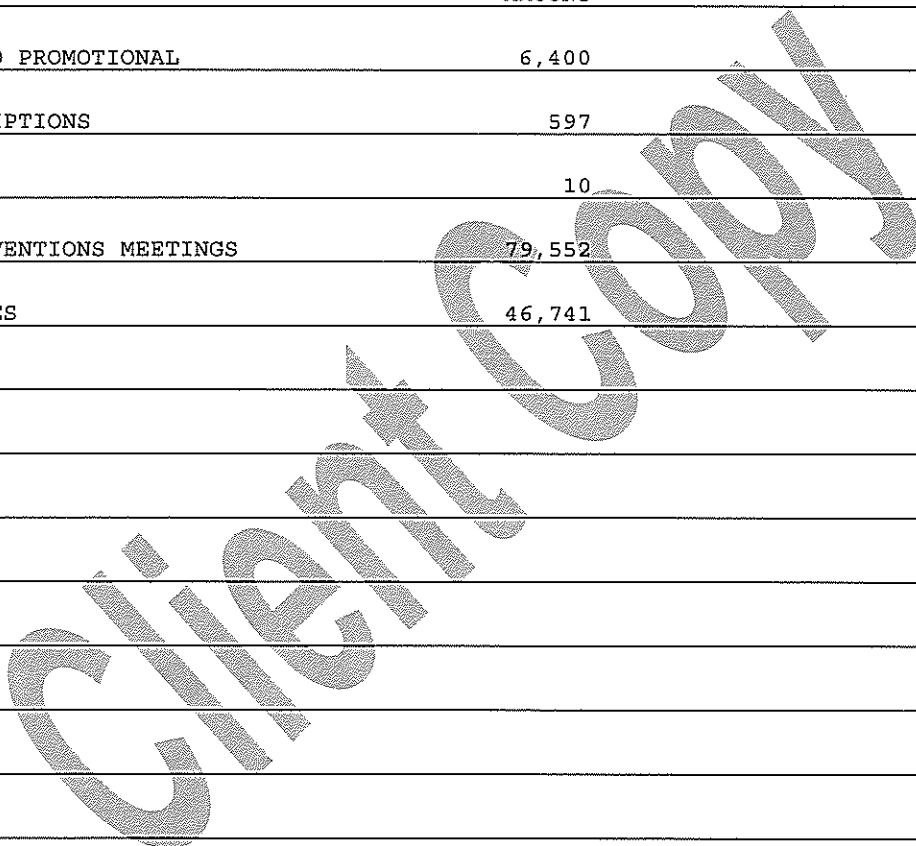 PROMOTIONAL 6,400
IPTIONS 597
10
VENTIONS MEETINGS 79,552
ES 46,741
Client Copy